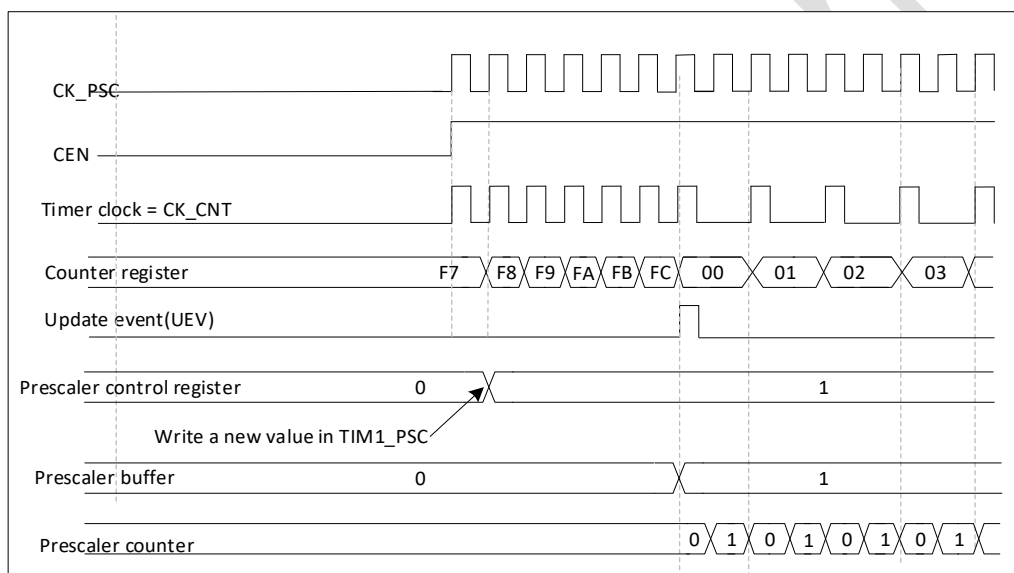 CK_PSC
CEN
Timer clock = CK_CNT
Counter register F7 F8 F9 FA FB FC 00 01 02 03
Update event(UEV)
Prescaler control register 0 1
Write a new value in TIM1_PSC
Prescaler buffer 0 1
Prescaler counter 0 1 0 1 0 1 0 1